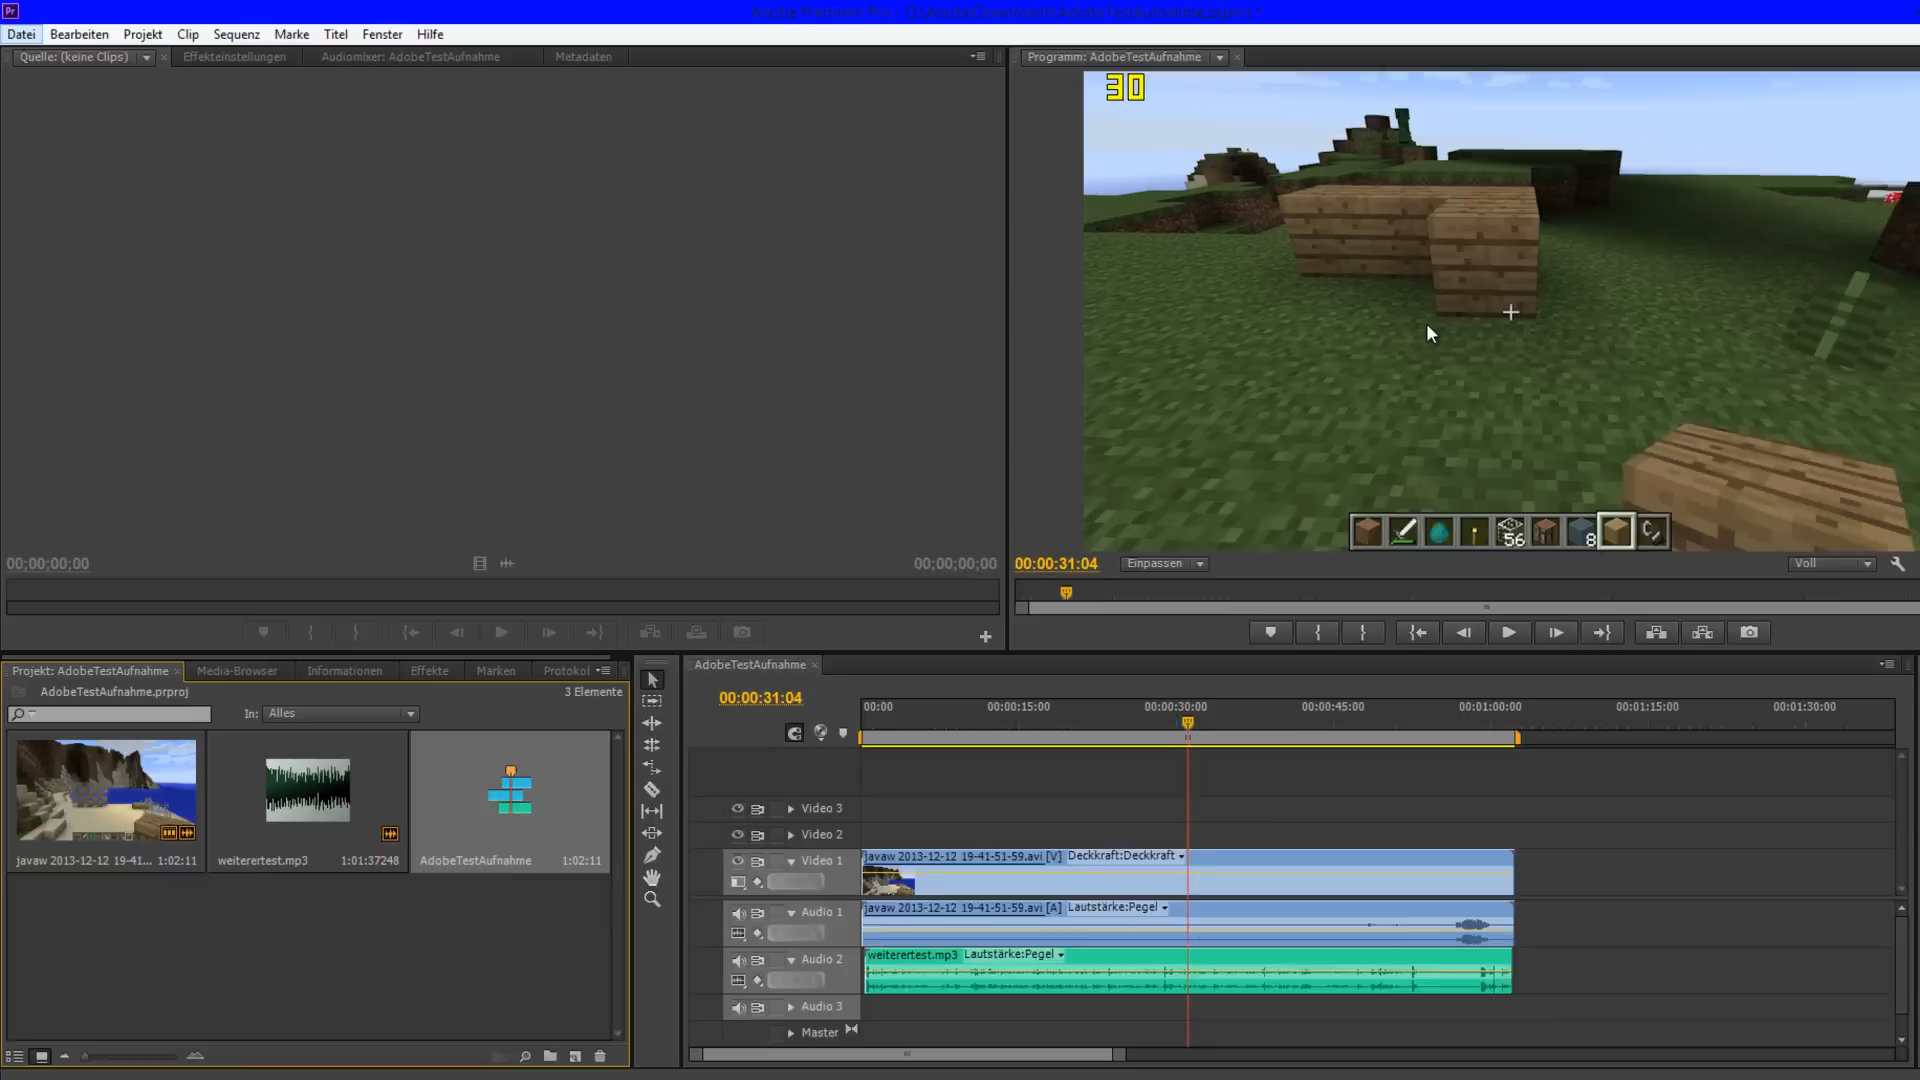 Pr Adobe Premiere Pro - D:\AdobeDownloads\AdobeTestAufnahme.prproj *
Datei Bearbeiten Projekt Clip Sequenz Marke Titel Fenster Hilfe
Quelle: (keine Clips) Effekteinstellungen Audiomixer: AdobeTestAufnahme Metadaten
Programm: AdobeTestAufnahme
30
56 8
00;00;00;00 00;00;00;00
00:00:31:04 Einpassen Voll
Projekt: AdobeTestAufnahme Media-Browser Informationen Effekte Marken Protokol
AdobeTestAufnahme.prproj 3 Elemente
In: Alles
javaw 2013-12-12 19-41... 1:02:11
weiterertest.mp3 1:01:37248
AdobeTestAufnahme 1:02:11
AdobeTestAufnahme
00:00:31:04
00:00 00:00:15:00 00:00:30:00 00:00:45:00 00:01:00:00 00:01:15:00 00:01:30:00
Video 3
Video 2
Video 1 javaw 2013-12-12 19-41-51-59.avi [V] Deckkraft:Deckkraft
Audio 1 javaw 2013-12-12 19-41-51-59.avi [A] Lautstärke:Pegel
Audio 2 weiterertest.mp3 Lautstärke:Pegel
Audio 3
Master